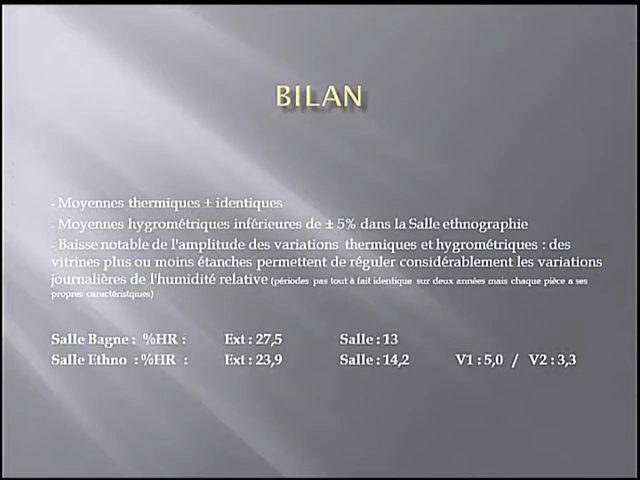 BILAN
- Moyennes thermiques ± identiques
- Moyennes hygrométriques inférieures de ± 5% dans la Salle ethnographie
- Baisse notable de l'amplitude des variations thermiques et hygrométriques : des
vitrines plus ou moins étanches permettent de réguler considérablement les variations
journalières de l'humidité relative (périodes pas tout à fait identique sur deux années mais chaque pièce a ses
propres caractéristqiues)
Salle Bagne : %HR : Ext : 27,5 Salle : 13
Salle Ethno : %HR : Ext : 23,9 Salle : 14,2 V1 : 5,0 / V2 : 3,3